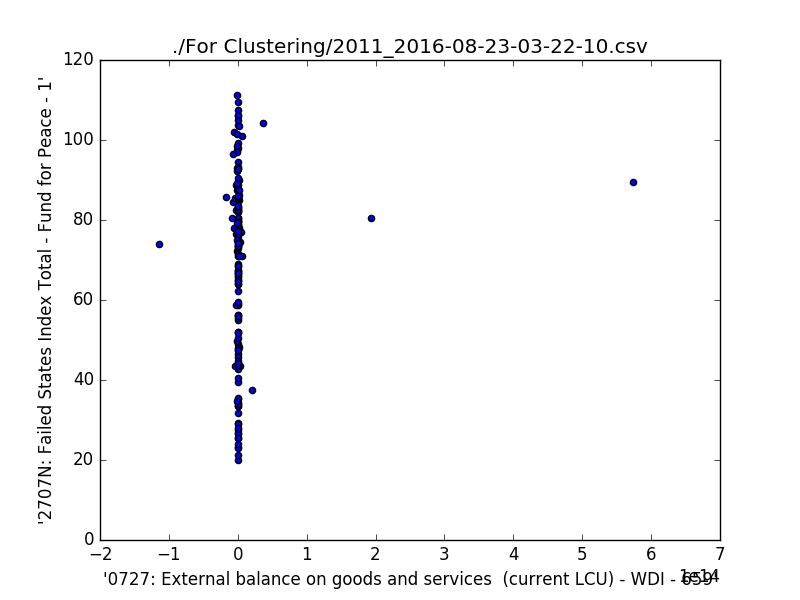 ./For Clustering/2011_2016-08-23-03-22-10.csv
120
100
80
60
40
20
0
'2707N: Failed States Index Total - Fund for Peace - 1'
−2 −1 0 1 2 3 4 5 6 7
1e14
'0727: External balance on goods and services (current LCU) - WDI - 659'